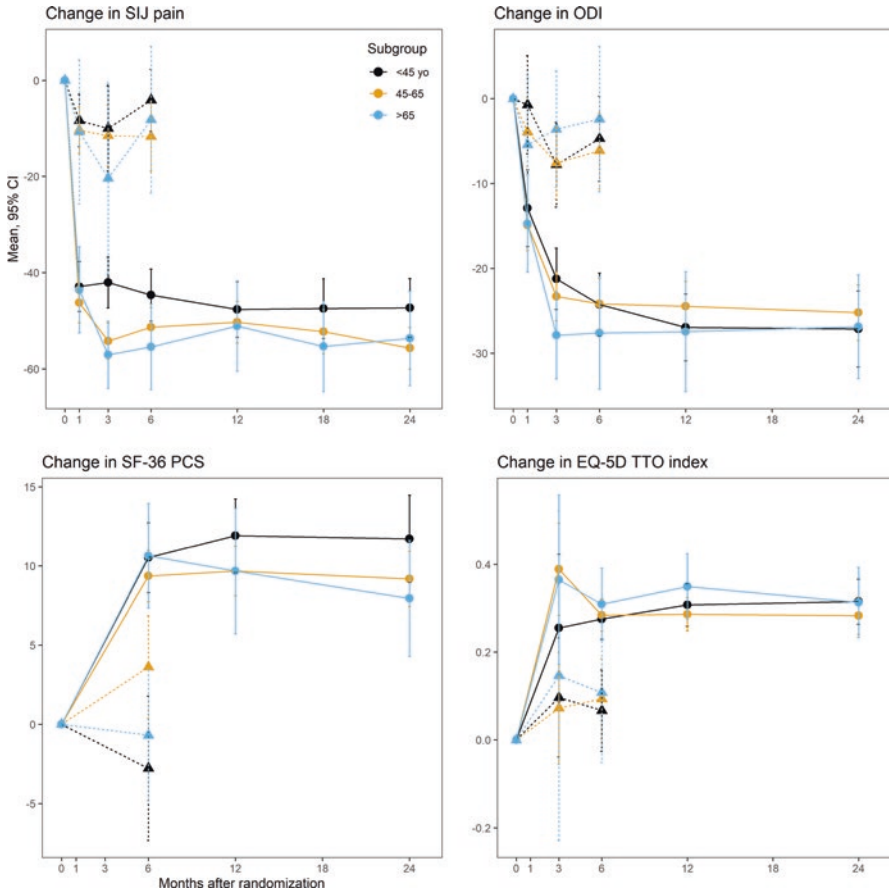 Change in SIJ pain
Subgroup
<45 yo
45-65
>65
0
-20
-40
-60
Mean, 95% CI
0 1 3 6 12 18 24
Change in ODI
0
-10
-20
-30
0 1 3 6 12 18 24
Change in SF-36 PCS
15
10
5
0
-5
0 1 3 6 12 18 24
Months after randomization
Change in EQ-5D TTO index
0.4
0.2
0.0
-0.2
0 1 3 6 12 18 24